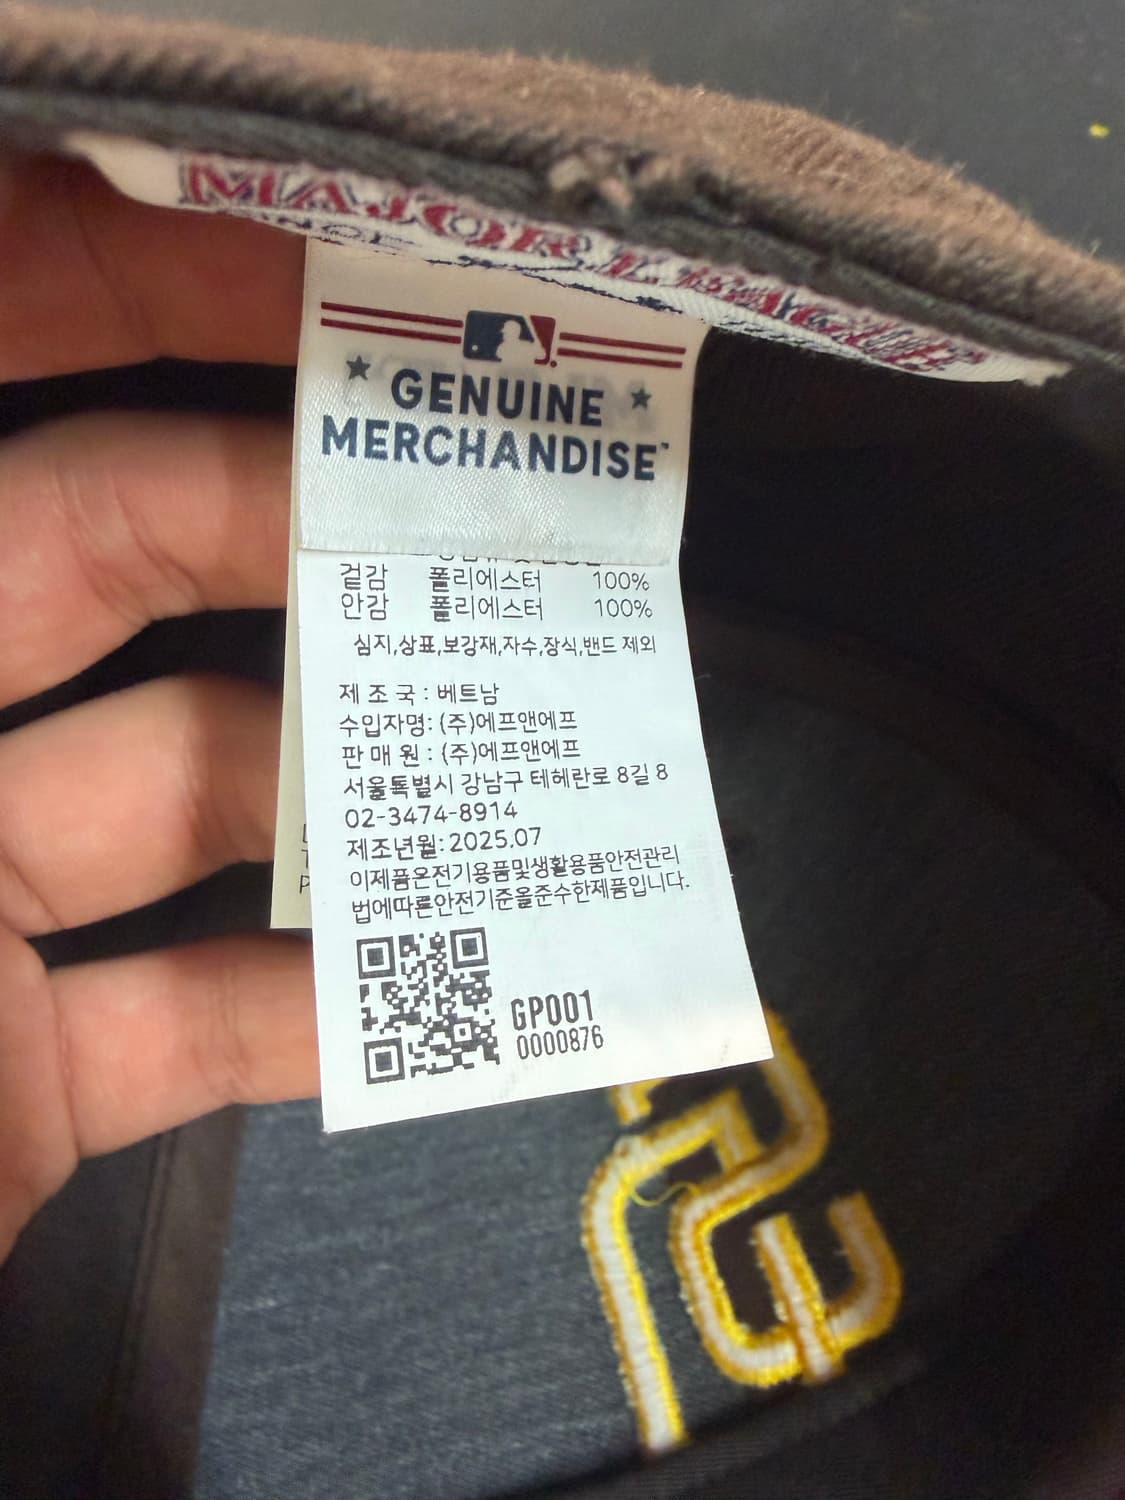 MAJOR LEAGUE
SINCE
GENUINE
MERCHANDISE™
겉감 폴리에스터 100%
안감 폴리에스터 100%
심지,상표,보강재,자수,장식,밴드 제외
제 조 국 : 베트남
수입자명: (주)에프앤에프
판 매 원 : (주)에프앤에프
서울특별시 강남구 테헤란로 8길 8
02-3474-8914
제조년월:2025.07
이제품은전기용품및생활용품안전관리
법에따른안전기준을준수한제품입니다.
GP001
0000876